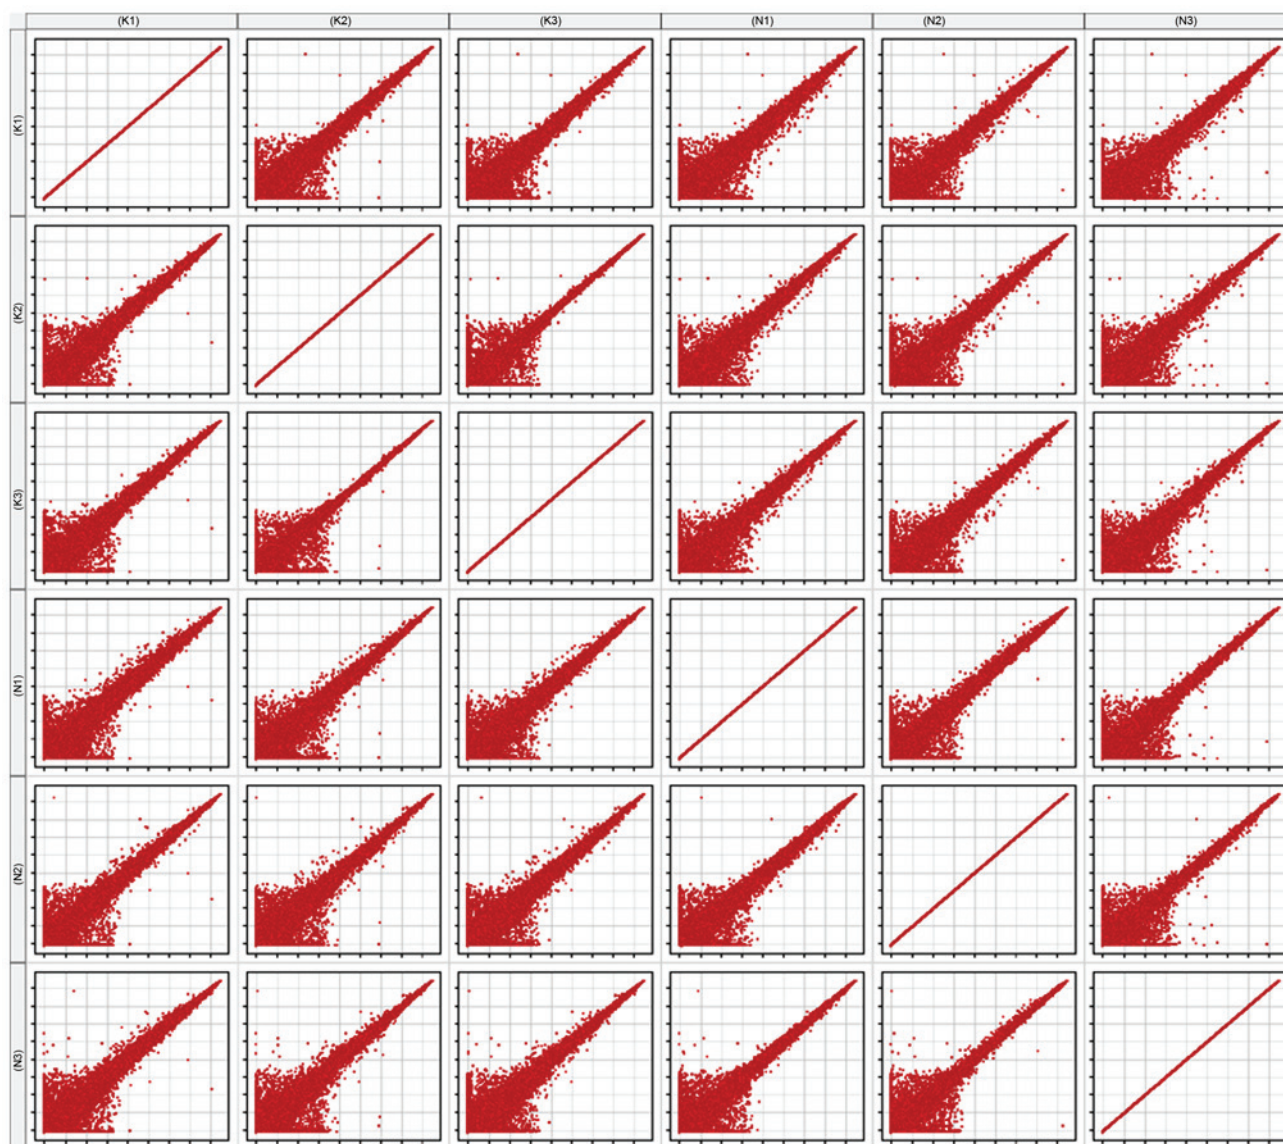 (K1) (K2) (K3) (N1) (N2) (N3)
(K1)
(K2)
(K3)
(N1)
(N2)
(N3)